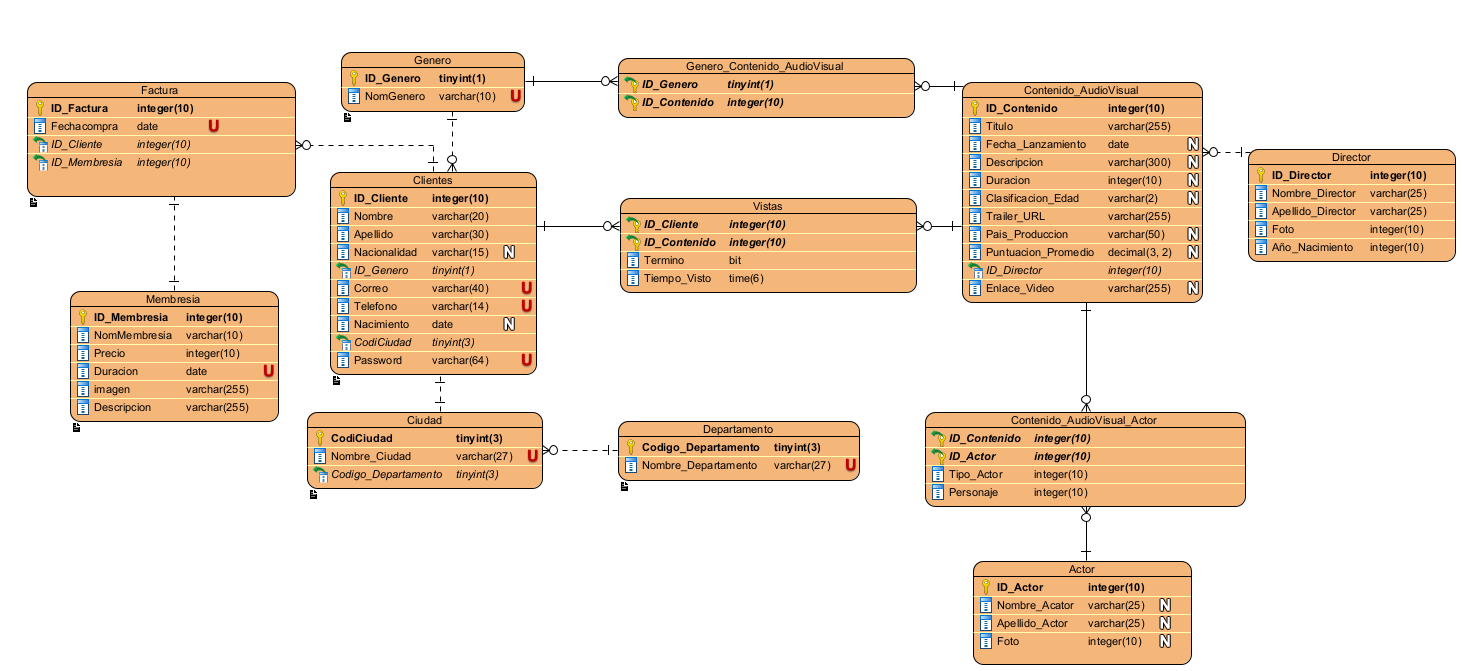 Factura
ID_Factura integer(10)
Fechacompra date U
ID_Cliente integer(10)
ID_Membresia integer(10)
Membresia
ID_Membresia integer(10)
NomMembresia varchar(10)
Precio integer(10)
Duracion date U
imagen varchar(255)
Descripcion varchar(255)
Genero
ID_Genero tinyint(1)
NomGenero varchar(10) U
Clientes
ID_Cliente integer(10)
Nombre varchar(20)
Apellido varchar(30)
Nacionalidad varchar(15) N
ID_Genero tinyint(1)
Correo varchar(40) U
Telefono varchar(14) U
Nacimiento date N
CodiCiudad tinyint(3)
Password varchar(64) U
Ciudad
CodiCiudad tinyint(3)
Nombre_Ciudad varchar(27) U
Codigo_Departamento tinyint(3)
Genero_Contenido_AudioVisual
ID_Genero tinyint(1)
ID_Contenido integer(10)
Vistas
ID_Cliente integer(10)
ID_Contenido integer(10)
Termino bit
Tiempo_Visto time(6)
Departamento
Codigo_Departamento tinyint(3)
Nombre_Departamento varchar(27) U
Contenido_AudioVisual
ID_Contenido integer(10)
Titulo varchar(255)
Fecha_Lanzamiento date N
Descripcion varchar(300) N
Duracion integer(10) N
Clasificacion_Edad varchar(2) N
Trailer_URL varchar(255)
Pais_Produccion varchar(50) N
Puntuacion_Promedio decimal(3, 2) N
ID_Director integer(10)
Enlace_Video varchar(255) N
Director
ID_Director integer(10)
Nombre_Director varchar(25)
Apellido_Director varchar(25)
Foto integer(10)
Año_Nacimiento integer(10)
Contenido_AudioVisual_Actor
ID_Contenido integer(10)
ID_Actor integer(10)
Tipo_Actor integer(10)
Personaje integer(10)
Actor
ID_Actor integer(10)
Nombre_Acator varchar(25) N
Apellido_Actor varchar(25) N
Foto integer(10) N